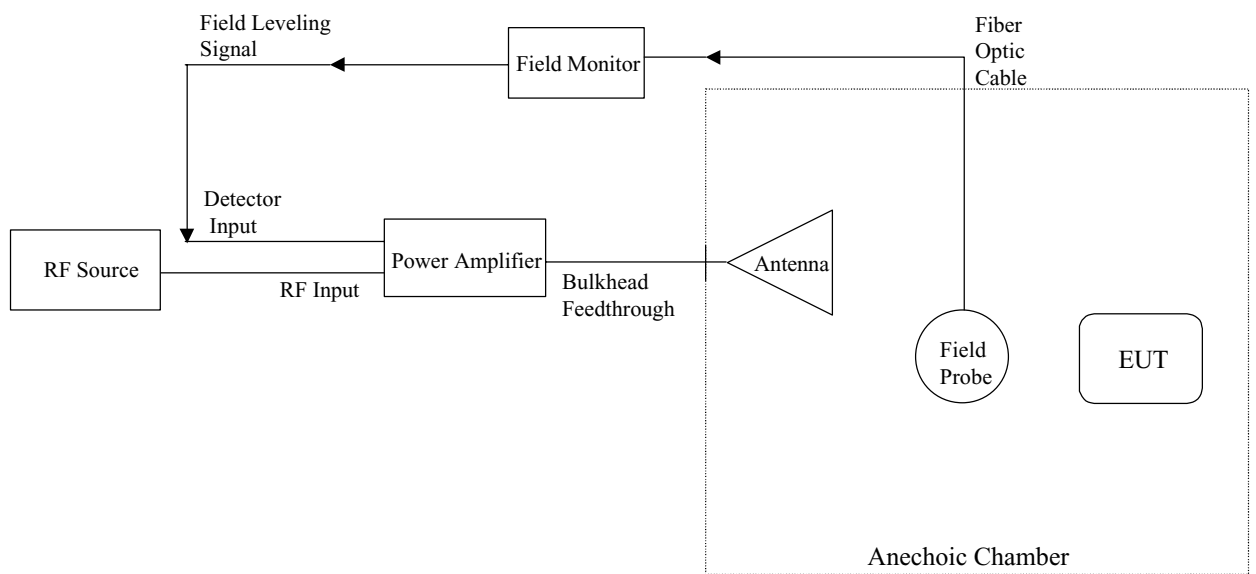 Field Leveling
Signal
Field Monitor
Fiber
Optic
Cable
Detector
Input
RF Source
RF Input
Power Amplifier
Bulkhead
Feedthrough
Antenna
Field
Probe
EUT
Anechoic Chamber